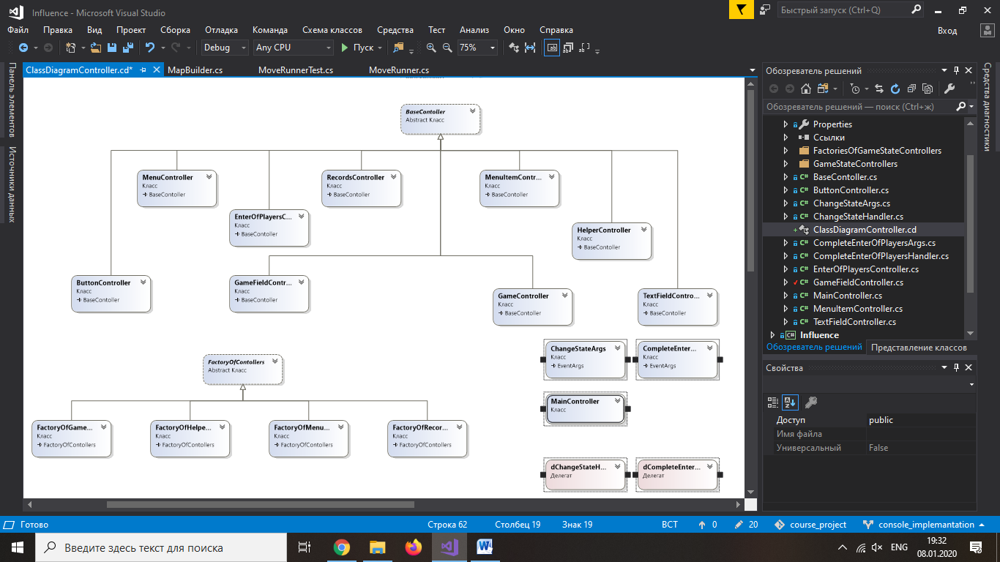 Influence - Microsoft Visual Studio
Быстрый запуск (Ctrl+Q)
Файл Правка Вид Проект Сборка Отладка Команда Схема классов Средства Тест Анализ Окно Справка
Вход
Debug Any CPU Пуск 75%
Панель элементов
Источники данных
ClassDiagramController.cd* MapBuilder.cs MoveRunnerTest.cs MoveRunner.cs
BaseContoller
Abstract Класс
MenuController
Класс
BaseContoller
RecordsController
Класс
BaseContoller
MenuItemContr...
Класс
BaseContoller
EnterOfPlayersC...
Класс
BaseContoller
HelperController
Класс
BaseContoller
ButtonController
Класс
BaseContoller
GameFieldContr...
Класс
BaseContoller
GameController
Класс
BaseContoller
TextFieldContro...
Класс
BaseContoller
ChangeStateArgs
Класс
EventArgs
CompleteEnter...
Класс
EventArgs
FactoryOfContollers
Abstract Класс
MainController
Класс
FactoryOfGame...
Класс
FactoryOfContollers
FactoryOfHelpe...
Класс
FactoryOfContollers
FactoryOfMenu...
Класс
FactoryOfContollers
FactoryOfRecor...
Класс
FactoryOfContollers
dChangeStateH...
Делегат
dCompleteEnter...
Делегат
Обозреватель решений
Обозреватель решений — поиск (Ctrl+ж)
Properties
Ссылки
FactoriesOfGameStateControllers
GameStateControllers
BaseContoller.cs
ButtonController.cs
ChangeStateArgs.cs
ChangeStateHandler.cs
ClassDiagramController.cd
CompleteEnterOfPlayersArgs.cs
CompleteEnterOfPlayersHandler.cs
EnterOfPlayersController.cs
GameFieldController.cs
MainController.cs
MenuItemController.cs
TextFieldController.cs
Influence
Обозреватель решений Представление классов
Свойства
Доступ public
Имя файла
Универсальный False
Средства диагностики
Готово Строка 62 Столбец 19 Знак 19 ВСТ 0 20 course_project console_implemantation
Введите здесь текст для поиска
ENG
19:32
08.01.2020